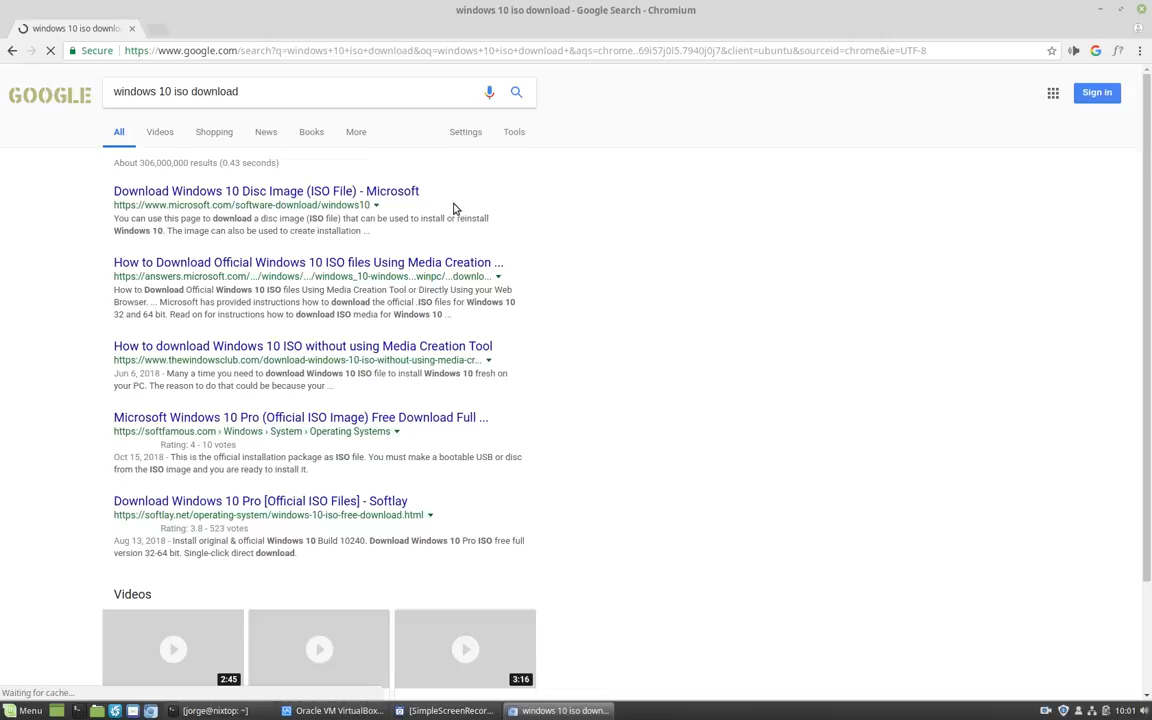 windows 10 iso download - Google Search - Chromium
windows 10 iso downlo
Secure https://www.google.com/search?q=windows+10+iso+download&oq=windows+10+iso+download+&aqs=chrome..69i57j0l5.7940j0j7&client=ubuntu&sourceid=chrome&ie=UTF-8
f?
GOOGLE
windows 10 iso download
Sign in
All Videos Shopping News Books More Settings Tools
About 306,000,000 results (0.43 seconds)
Download Windows 10 Disc Image (ISO File) - Microsoft
https://www.microsoft.com/software-download/windows10
You can use this page to download a disc image (ISO file) that can be used to install or reinstall
Windows 10. The image can also be used to create installation ...
How to Download Official Windows 10 ISO files Using Media Creation ...
https://answers.microsoft.com/.../windows/.../windows_10-windows...winpc/...downlo...
How to Download Official Windows 10 ISO files Using Media Creation Tool or Directly Using your Web
Browser. ... Microsoft has provided instructions how to download the official .ISO files for Windows 10
32 and 64 bit. Read on for instructions how to download ISO media for Windows 10 ...
How to download Windows 10 ISO without using Media Creation Tool
https://www.thewindowsclub.com/download-windows-10-iso-without-using-media-cr...
Jun 6, 2018 - Many a time you need to download Windows 10 ISO file to install Windows 10 fresh on
your PC. The reason to do that could be because your ...
Microsoft Windows 10 Pro (Official ISO Image) Free Download Full ...
https://softfamous.com › Windows › System › Operating Systems
Rating: 4 - 10 votes
Oct 15, 2018 - This is the official installation package as ISO file. You must make a bootable USB or disc
from the ISO image and you are ready to install it.
Download Windows 10 Pro [Official ISO Files] - Softlay
https://softlay.net/operating-system/windows-10-iso-free-download.html
Rating: 3.8 - 523 votes
Aug 13, 2018 - Install original & official Windows 10 Build 10240. Download Windows 10 Pro ISO free full
version 32-64 bit. Single-click direct download.
Videos
2:45
3:16
Waiting for cache...
Menu [jorge@nixtop: ~] Oracle VM VirtualBox... [SimpleScreenRecor... windows 10 iso down... 10:01